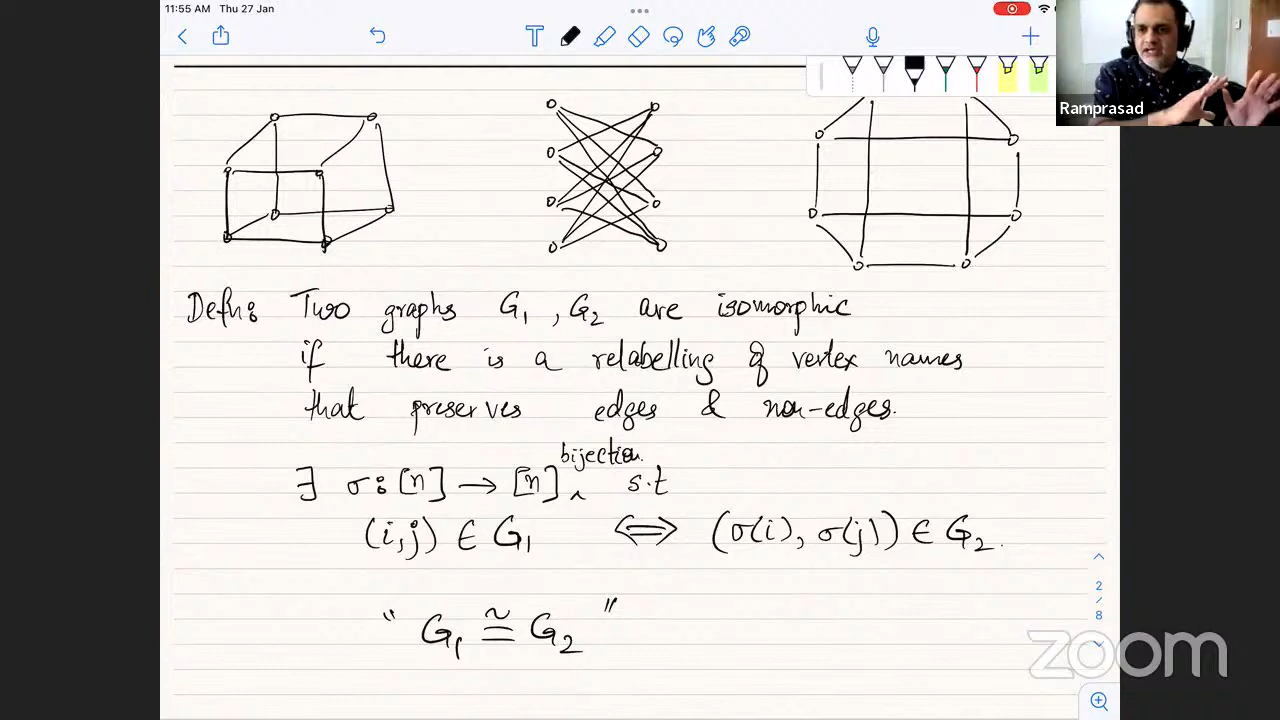 11:55 AM Thu 27 Jan
Ramprasad
Defn: Two graphs G₁, G₂ are isomorphic
if there is a relabelling of vertex names
that preserves edges & non-edges.
bijection.
∃ σ: [n] → [n] ‸ s.t
(i,j) ∈ G₁ ⟺ (σ(i), σ(j)) ∈ G₂.
" G₁ ≅ G₂ "
2
/
8
zoom